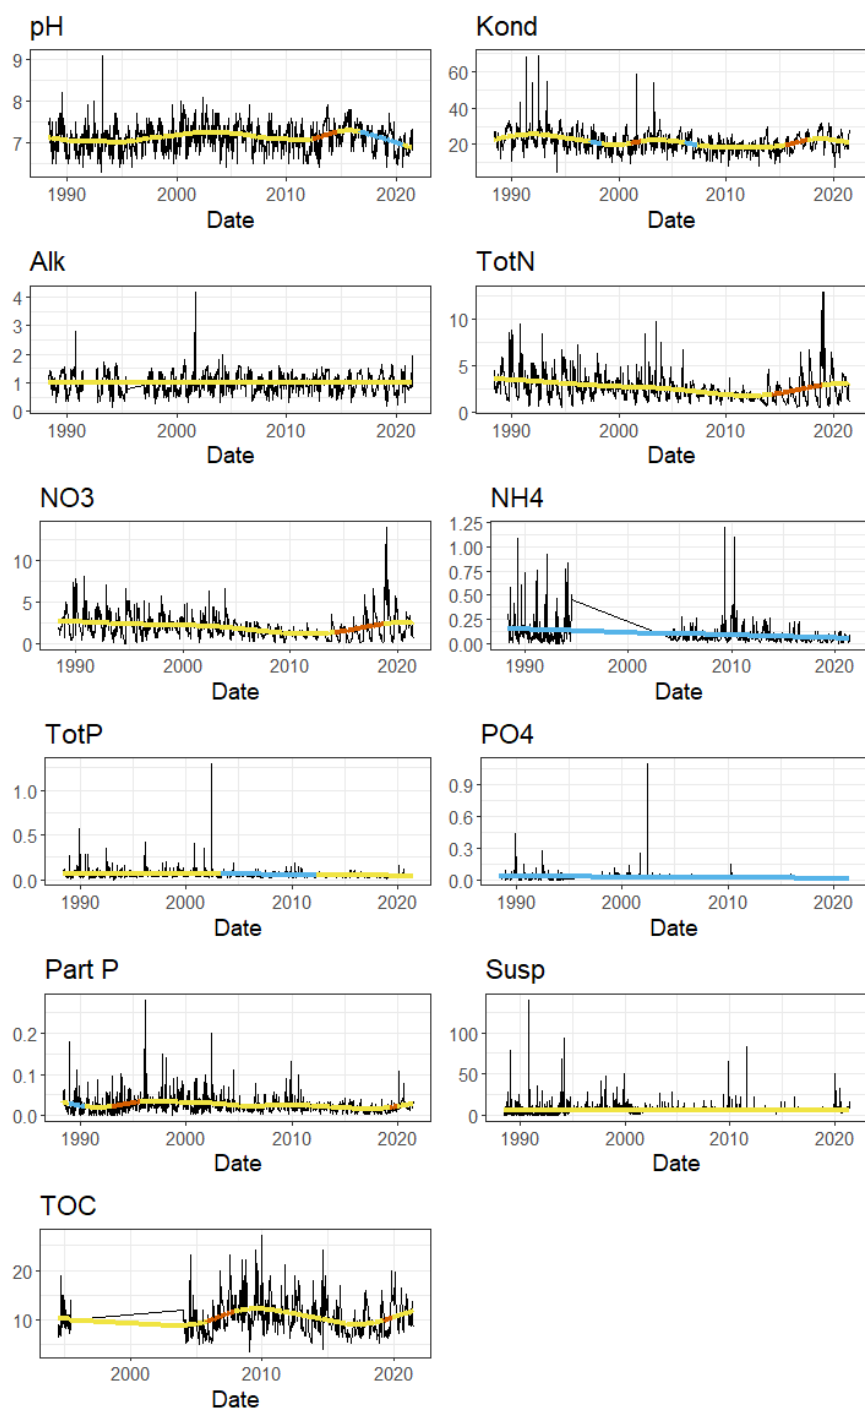 pH
9
8
7
1990 2000 2010 2020
Date
Kond
60
40
20
1990 2000 2010 2020
Date
Alk
4
3
2
1
0
1990 2000 2010 2020
Date
TotN
10
5
0
1990 2000 2010 2020
Date
NO3
10
5
0
1990 2000 2010 2020
Date
NH4
1.25
1.00
0.75
0.50
0.25
0.00
1990 2000 2010 2020
Date
TotP
1.0
0.5
0.0
1990 2000 2010 2020
Date
PO4
0.9
0.6
0.3
0.0
1990 2000 2010 2020
Date
Part P
0.2
0.1
0.0
1990 2000 2010 2020
Date
Susp
100
50
0
1990 2000 2010 2020
Date
TOC
20
10
2000 2010 2020
Date